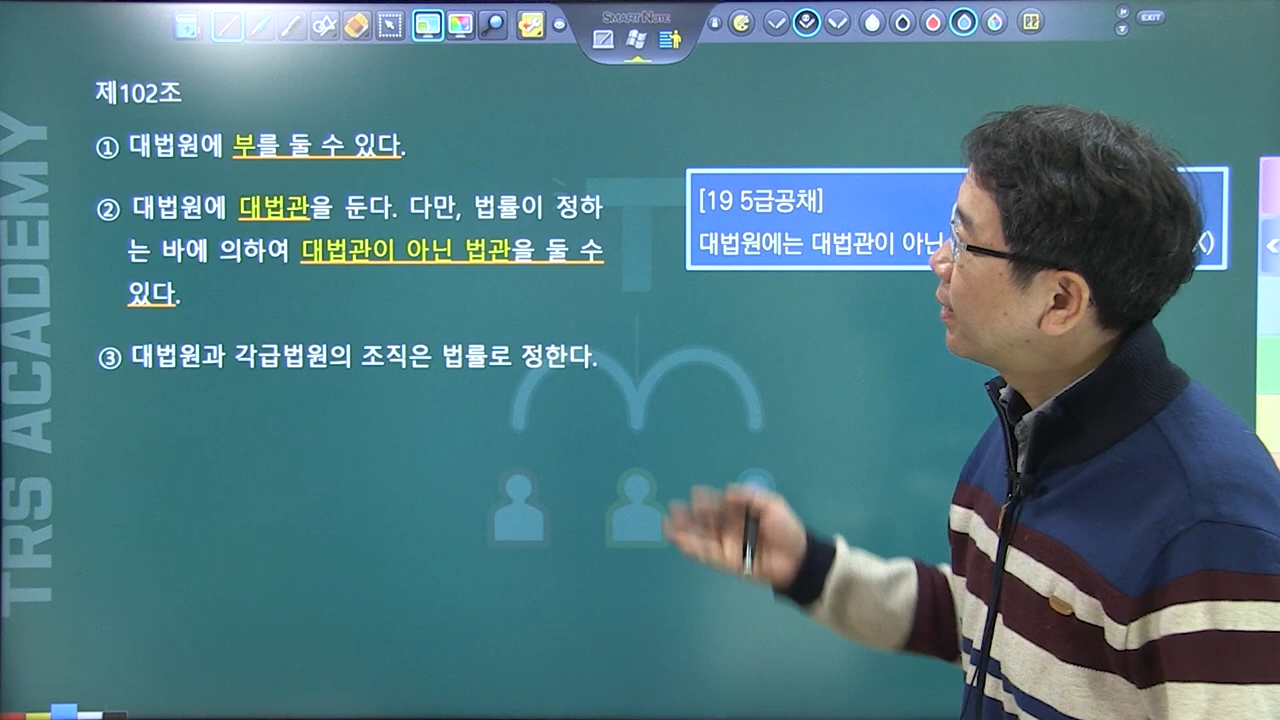 SMARTNOTE
EXIT
제102조
① 대법원에 부를 둘 수 있다.
② 대법원에 대법관을 둔다. 다만, 법률이 정하
는 바에 의하여 대법관이 아닌 법관을 둘 수
있다.
③ 대법원과 각급법원의 조직은 법률로 정한다.
[19 5급공채]
대법원에는 대법관이 아닌 X)
TRS ACADEMY